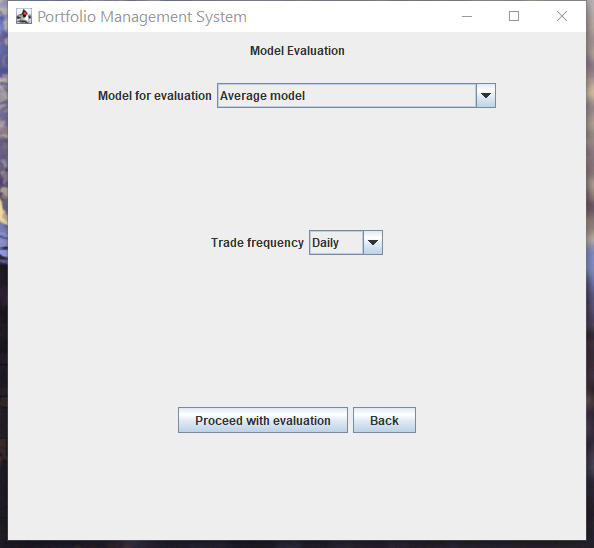 Portfolio Management System
Model Evaluation
Model for evaluation Average model
Trade frequency Daily
Proceed with evaluation Back